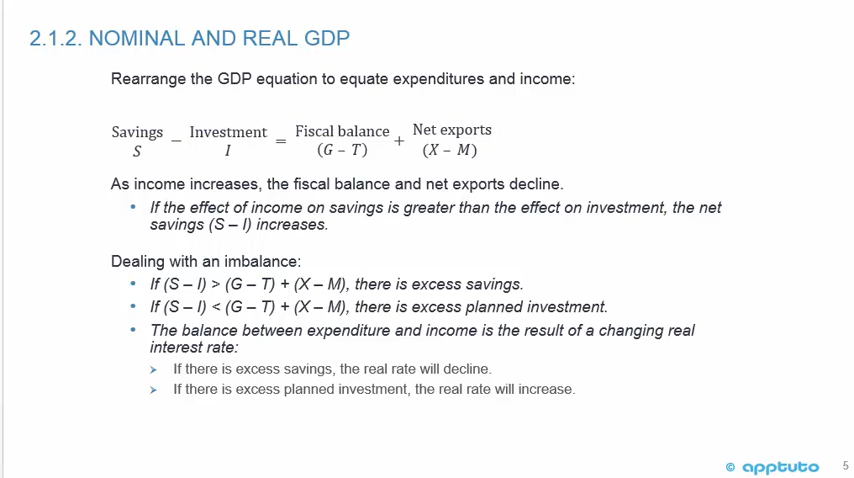 2.1.2. NOMINAL AND REAL GDP
Rearrange the GDP equation to equate expenditures and income:
Savings − Investment = Fiscal balance + Net exports
S I (G − T) (X − M)
As income increases, the fiscal balance and net exports decline.
• If the effect of income on savings is greater than the effect on investment, the net
savings (S – I) increases.
Dealing with an imbalance:
• If (S – I) > (G – T) + (X – M), there is excess savings.
• If (S – I) < (G – T) + (X – M), there is excess planned investment.
• The balance between expenditure and income is the result of a changing real
interest rate:
➢ If there is excess savings, the real rate will decline.
➢ If there is excess planned investment, the real rate will increase.
© apptuto 5